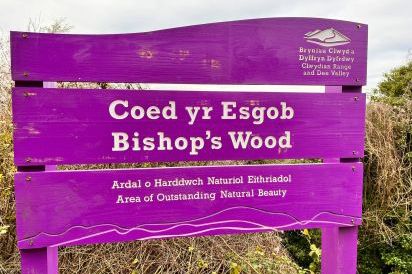 Bryniau Clwyd a
Dyffryn Dyfrdwy
Clwydian Range
and Dee Valley
Coed yr Esgob
Bishop's Wood
Ardal o Harddwch Naturiol Eithriadol
Area of Outstanding Natural Beauty